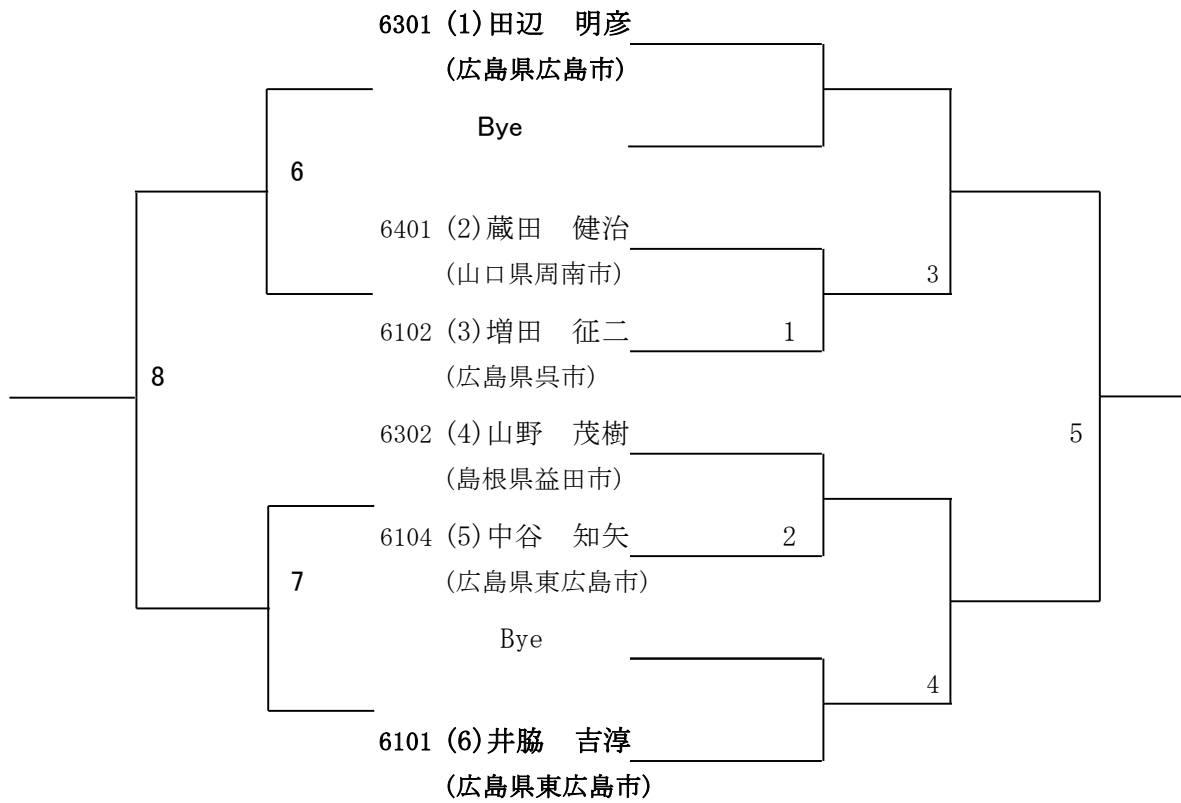 6301 (1)田辺　明彦
(広島県広島市)
Bye
6
6401 (2)蔵田　健治
(山口県周南市)
3
6102 (3)増田　征二
1
(広島県呉市)
8
6302 (4)山野　茂樹
5
(島根県益田市)
6104 (5)中谷　知矢
2
(広島県東広島市)
7
Bye
4
6101 (6)井脇　吉淳
(広島県東広島市)